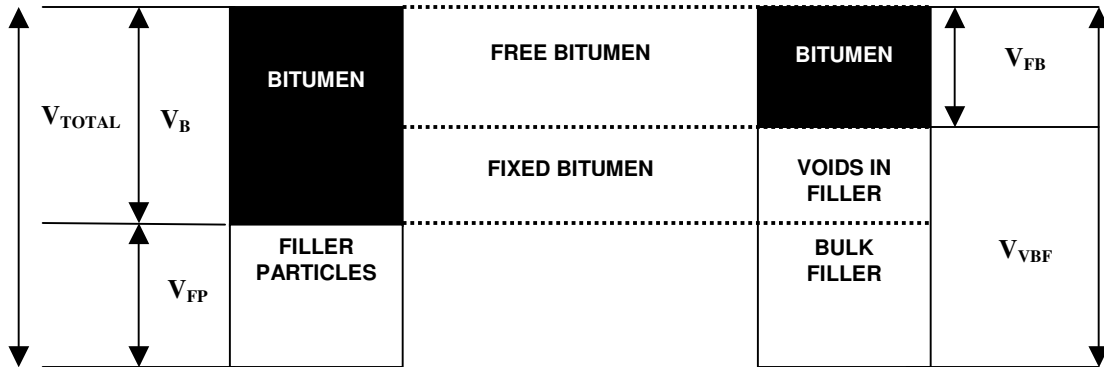 V_TOTAL
V_B
V_FP
BITUMEN
FILLER
PARTICLES
FREE BITUMEN
FIXED BITUMEN
BITUMEN
VOIDS IN
FILLER
BULK
FILLER
V_FB
V_VBF